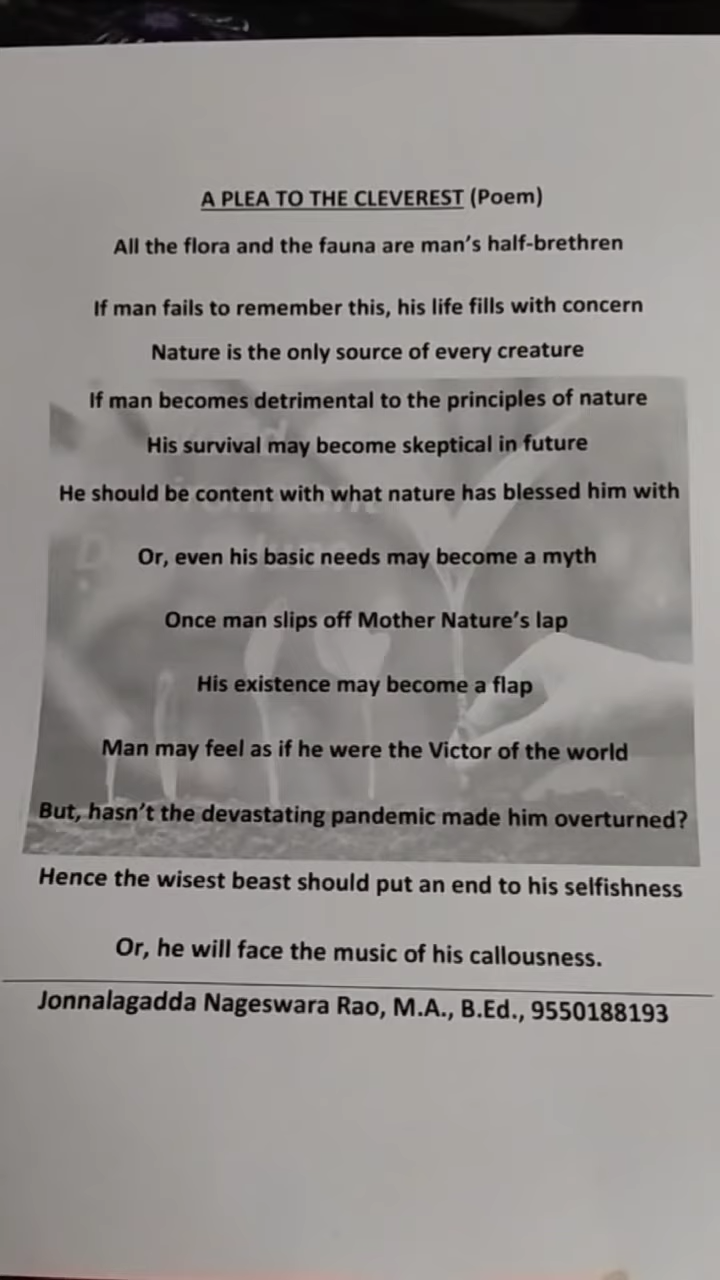 A PLEA TO THE CLEVEREST (Poem)
All the flora and the fauna are man's half-brethren
If man fails to remember this, his life fills with concern
Nature is the only source of every creature
If man becomes detrimental to the principles of nature
His survival may become skeptical in future
He should be content with what nature has blessed him with
Or, even his basic needs may become a myth
Once man slips off Mother Nature's lap
His existence may become a flap
Man may feel as if he were the Victor of the world
But, hasn't the devastating pandemic made him overturned?
Hence the wisest beast should put an end to his selfishness
Or, he will face the music of his callousness.
Jonnalagadda Nageswara Rao, M.A., B.Ed., 9550188193